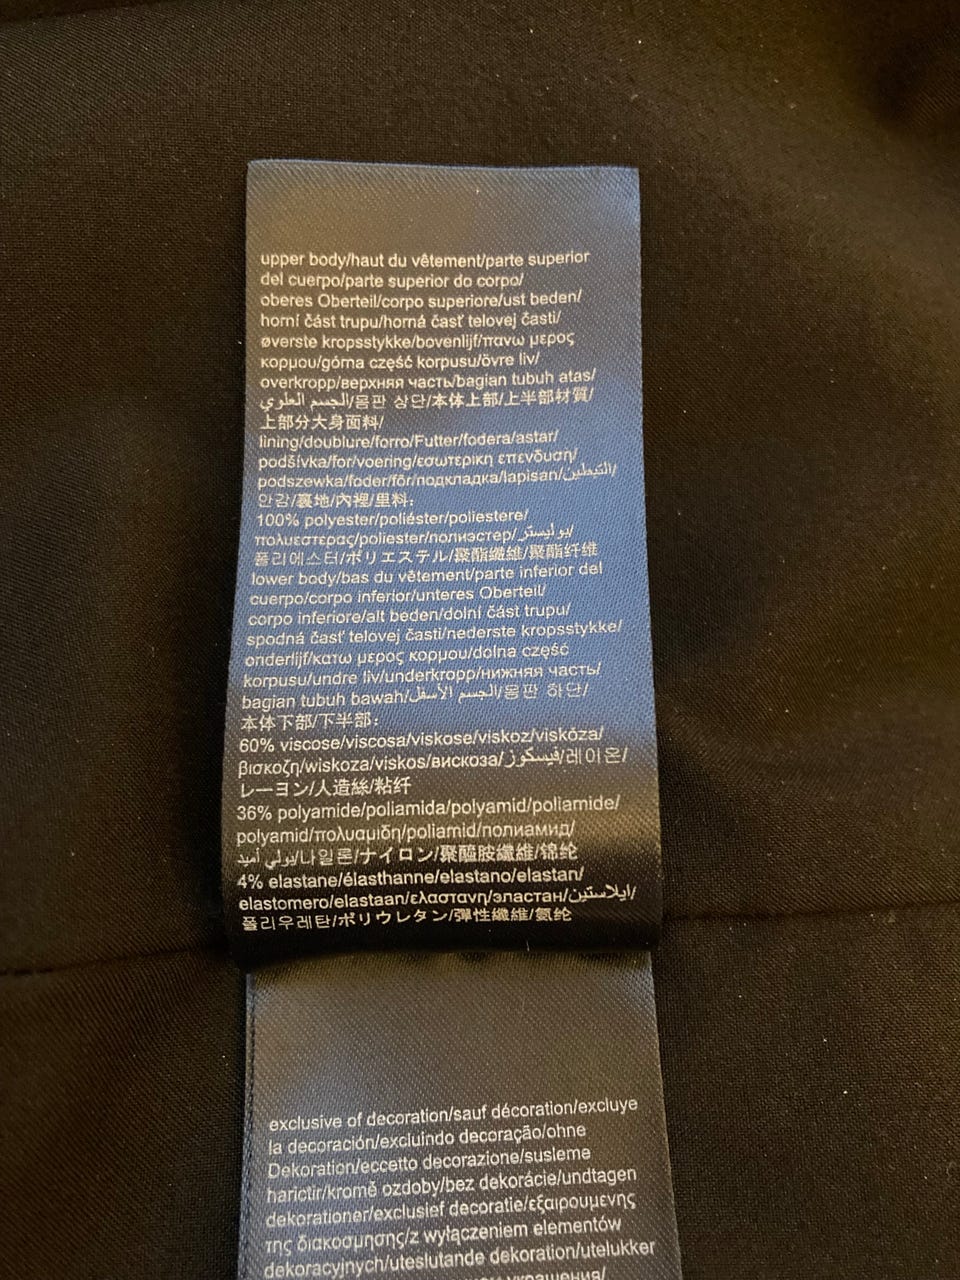 upper body/haut du vêtement/parte superior
del cuerpo/parte superior do corpo/
oberes Oberteil/corpo superiore/ust beden/
horní část trupu/horná časť telovej časti/
øverste kropsstykke/bovenlijf/πανω μερος
κορμου/górna część korpusu/övre liv/
overkropp/верхняя часть/bagian tubuh atas/
الجسم العلوي/몸판 상단/本体上部/上半部材質/
上部分大身面料/
lining/doublure/forro/Futter/fodera/astar/
podšívka/for/voering/εσωτερικη επενδυση/
podszewka/foder/fôr/подкладка/lapisan/التبطين/
안감/裏地/內裡/里料:
100% polyester/poliéster/poliestere/
πολυεστερας/poliester/полиэстер/بوليستر/
폴리에스터/ポリエステル/聚酯纖維/聚酯纤维
lower body/bas du vêtement/parte inferior del
cuerpo/corpo inferiore/unteres Oberteil/
corpo inferiore/alt beden/dolní část trupu/
spodná časť telovej časti/nederste kropsstykke/
onderlijf/κατω μερος κορμου/dolna część
korpusu/undre liv/underkropp/нижняя часть/
bagian tubuh bawah/الجسم الأسفل/몸판 하단/
本体下部/下半部:
60% viscose/viscosa/viskose/viskoz/viskóza/
βισκοζη/wiskoza/viskos/вискоза/فيسكوز/레이온/
レーヨン/人造絲/粘纤
36% polyamide/poliamida/polyamid/poliamide/
polyamid/πολυαμιδη/poliamid/полиамид/
بولي أميد/나일론/ナイロン/聚醯胺纖維/锦纶
4% elastane/élasthanne/elastano/elastan/
elastomero/elastaan/ελαστανη/эластан/ايلاستين/
폴리우레탄/ポリウレタン/彈性纖維/氨纶
exclusive of decoration/sauf décoration/excluye
la decoración/excluindo decoração/ohne
Dekoration/eccetto decorazione/susleme
harictir/kromě ozdoby/bez dekorácie/undtagen
dekorationer/exclusief decoratie/εξαιρουμενης
της διακοσμησης/z wyłączeniem elementów
dekoracyjnych/uteslutande dekoration/utelukker
украшения/